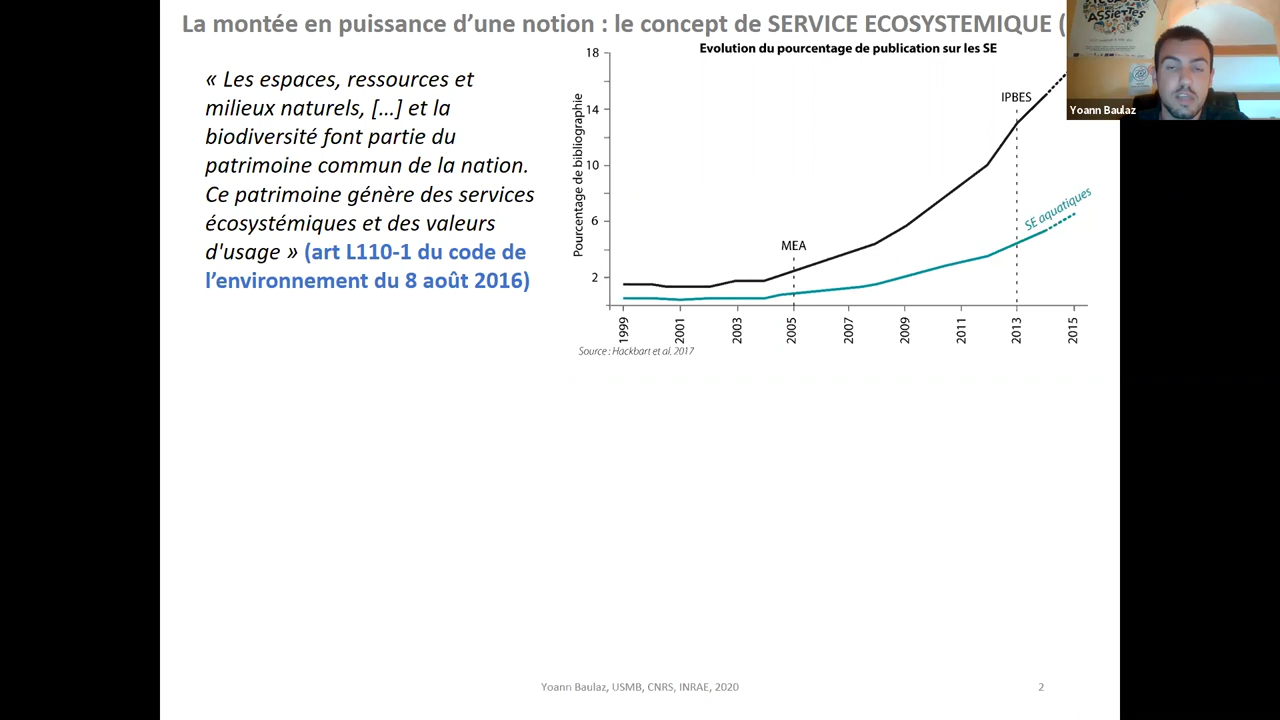 La montée en puissance d’une notion : le concept de SERVICE ECOSYSTEMIQUE (
« Les espaces, ressources et
milieux naturels, […] et la
biodiversité font partie du
patrimoine commun de la nation.
Ce patrimoine génère des services
écosystémiques et des valeurs
d'usage » (art L110-1 du code de
l’environnement du 8 août 2016)
Evolution du pourcentage de publication sur les SE
Pourcentage de bibliographie
18
14
10
6
2
MEA
IPBES
SE aquatiques
1999
2001
2003
2005
2007
2009
2011
2013
2015
Source : Hackbart et al. 2017
ASSIETTES
Yoann Baulaz
Yoann Baulaz, USMB, CNRS, INRAE, 2020
2